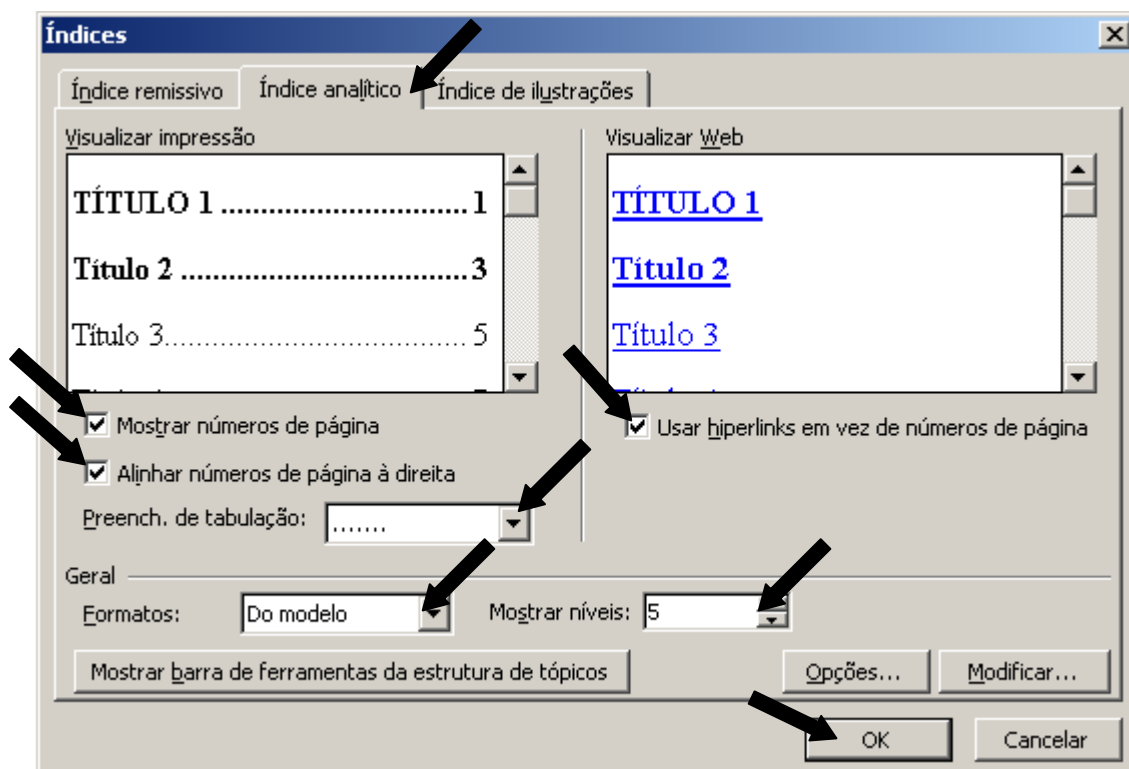 Índices
Índice remissivo Índice analítico Índice de ilustrações
Visualizar impressão
TÍTULO 1 ............................... 1
Título 2 ................................... 3
Título 3....................................... 5
Visualizar Web
TÍTULO 1
Título 2
Título 3
Mostrar números de página
Alinhar números de página à direita
Preench. de tabulação: .......
Usar hiperlinks em vez de números de página
Geral
Formatos: Do modelo Mostrar níveis: 5
Mostrar barra de ferramentas da estrutura de tópicos Opções... Modificar...
OK Cancelar